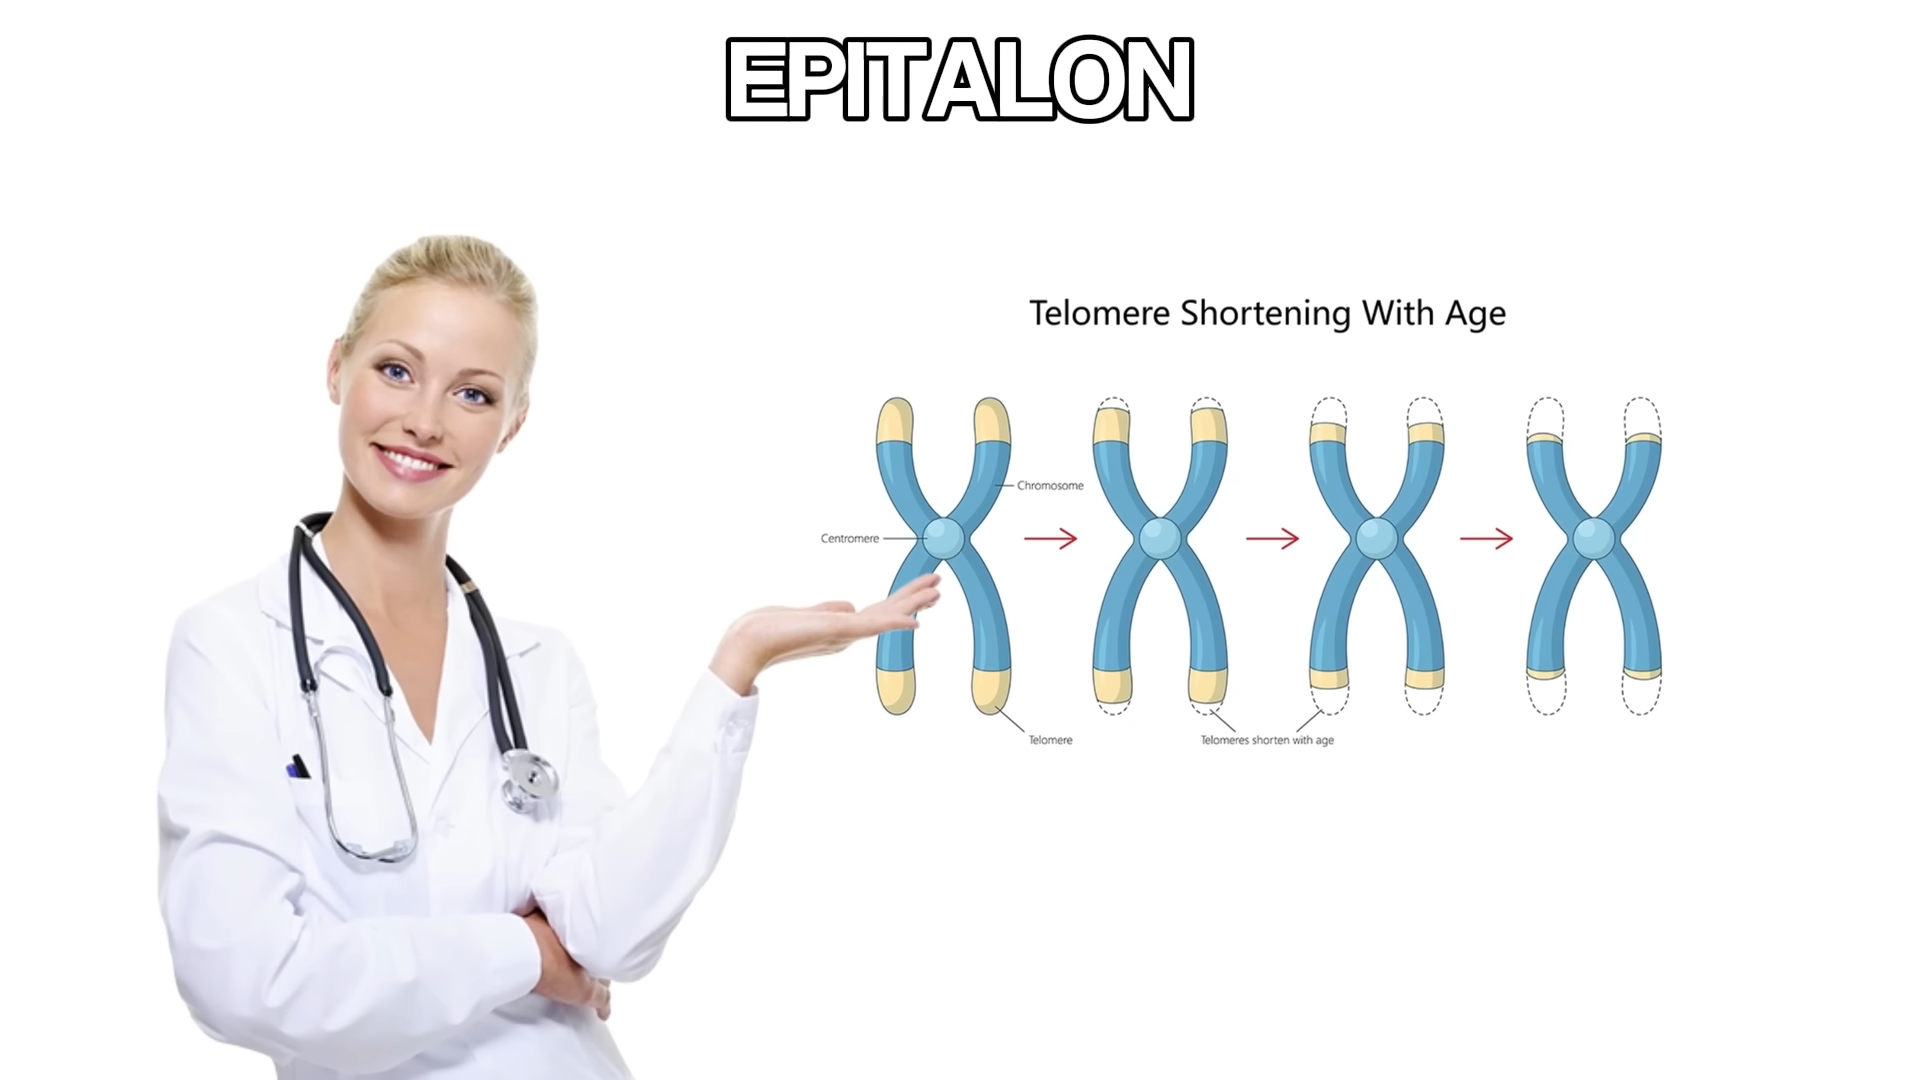 EPITALON
Telomere Shortening With Age
Chromosome
Centromere
Telomere
Telomeres shorten with age